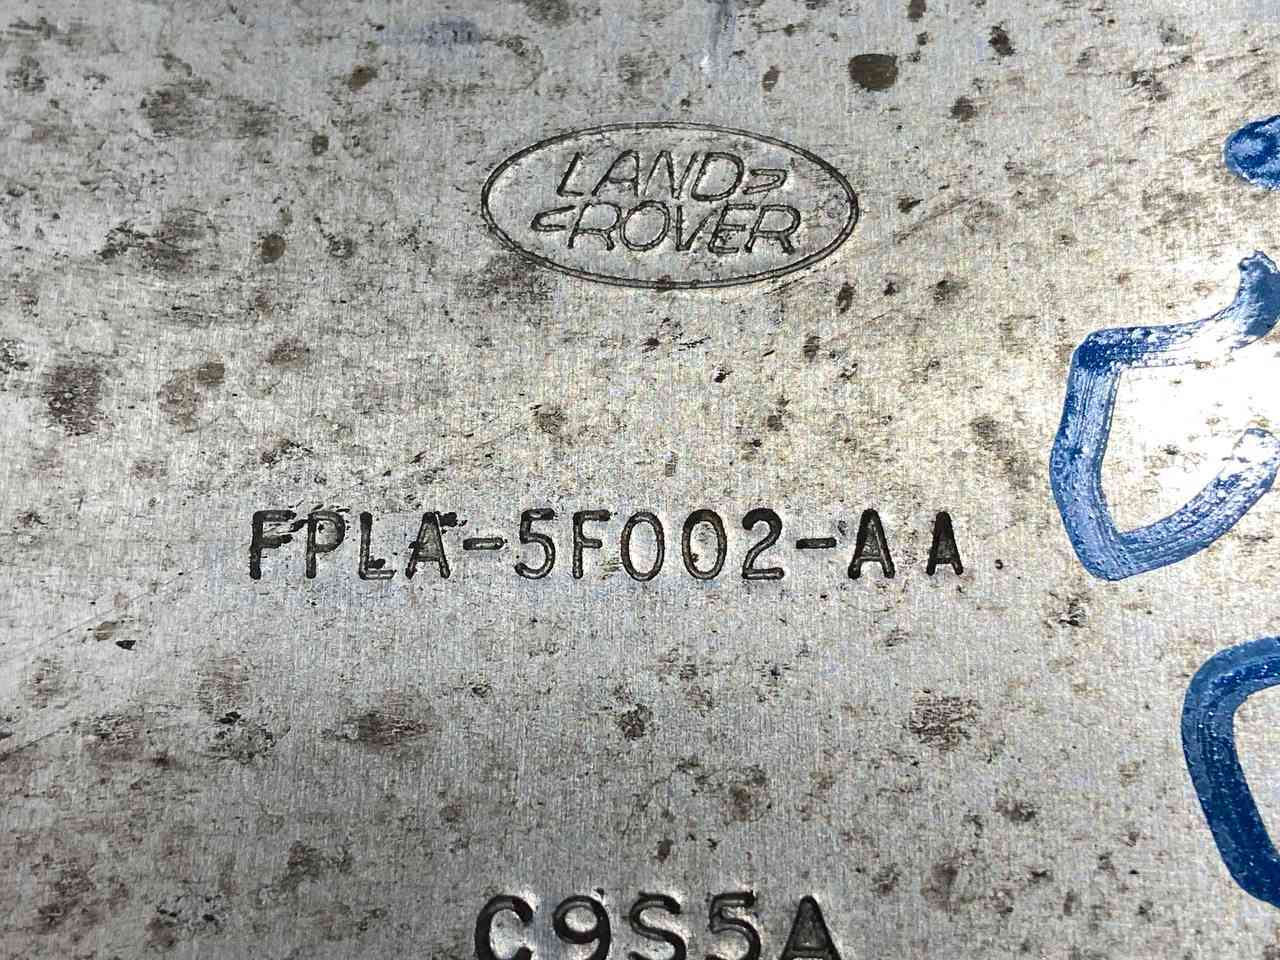 LAND
ROVER
FPLA-5F002-AA
C9S5A